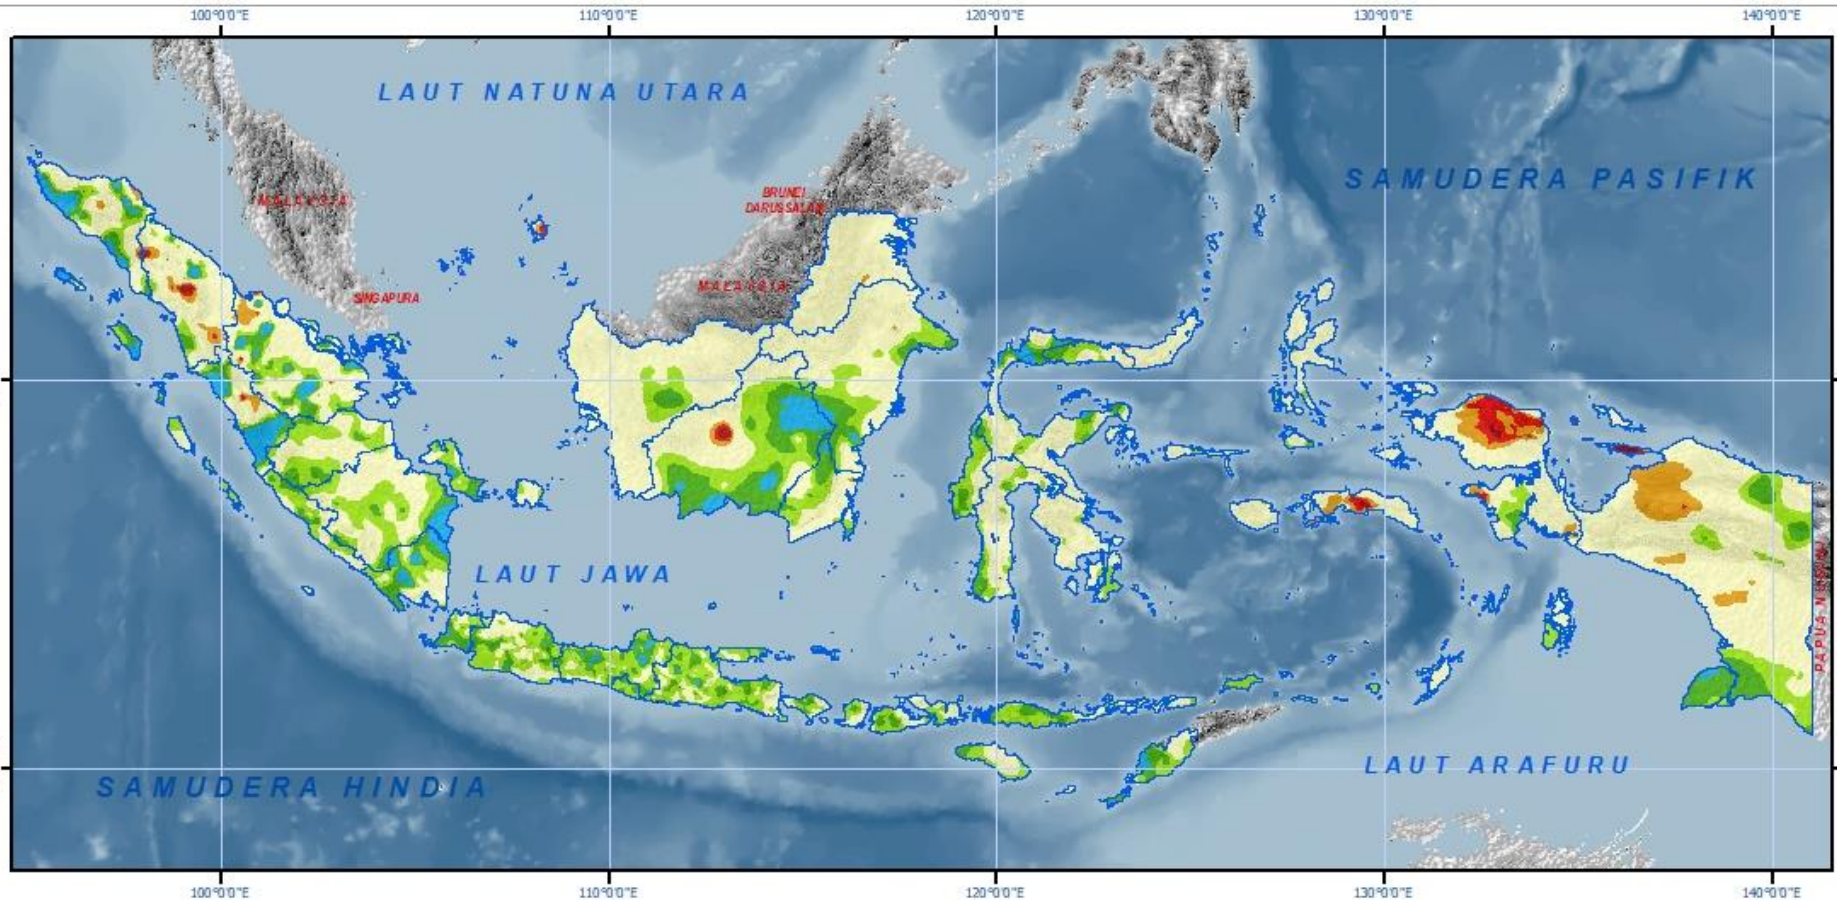 100°0'0"E 110°0'0"E 120°0'0"E 130°0'0"E 140°0'0"E
LAUT NATUNA UTARA
SAMUDERA PASIFIK
BRUNEI
DARUSSALAM
MALAYSIA
MALAYSIA
SINGAPURA
LAUT JAWA
PAPUA NUGINI
LAUT ARAFURU
SAMUDERA HINDIA
100°0'0"E 110°0'0"E 120°0'0"E 130°0'0"E 140°0'0"E